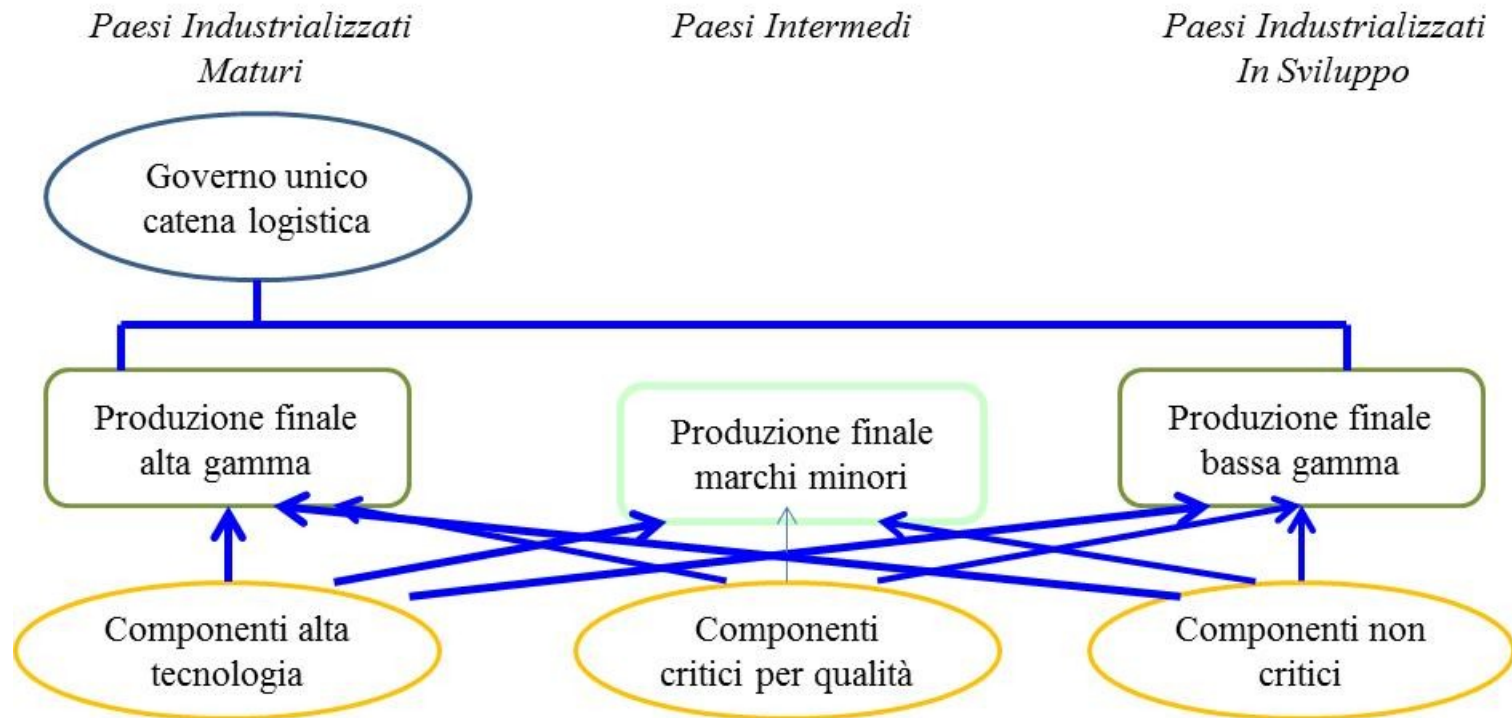 Paesi Industrializzati
Maturi
Paesi Intermedi
Paesi Industrializzati
In Sviluppo
Governo unico
catena logistica
Produzione finale
alta gamma
Produzione finale
marchi minori
Produzione finale
bassa gamma
Componenti alta
tecnologia
Componenti
critici per qualità
Componenti non
critici